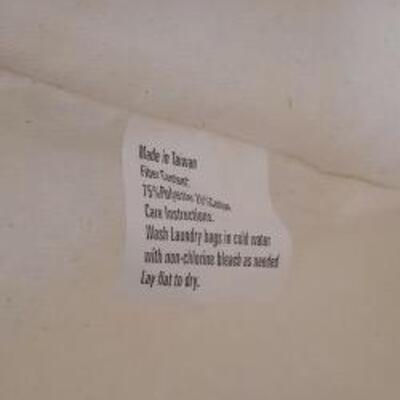 Made in Taiwan
Fiber Content:
75%Polyester
Care Instructions.
Wash Laundry bags in cold water
with non-chlorine bleach as needed
Lay flat to dry.